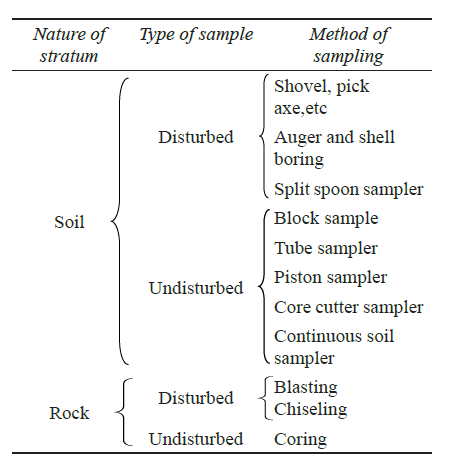 Nature of stratum Type of sample Method of sampling
Shovel, pick
axe,etc
Disturbed Auger and shell
boring
Split spoon sampler
Soil
Block sample
Tube sampler
Undisturbed Piston sampler
Core cutter sampler
Continuous soil
sampler
Rock
Disturbed Blasting
Chiseling
Undisturbed Coring